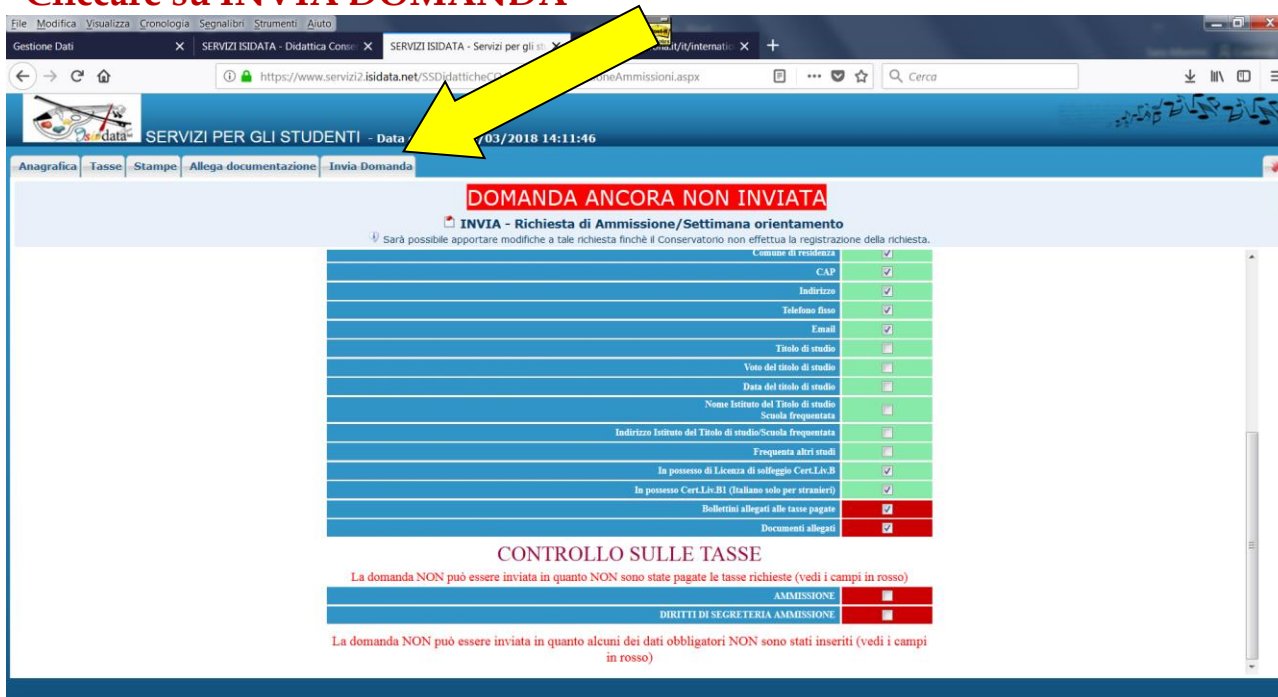 Cliccare su INVIA DOMANDA
File Modifica Visualizza Cronologia Segnalibri Strumenti Aiuto
Gestione Dati SERVIZI ISIDATA - Didattica Conse SERVIZI ISIDATA - Servizi per gli st .it/it/internatio
https://www.servizi2.isidata.net/SSDidatticheCO oneAmmissioni.aspx Cerca
Isidata SERVIZI PER GLI STUDENTI - Data /03/2018 14:11:46
Anagrafica Tasse Stampe Allega documentazione Invia Domanda
DOMANDA ANCORA NON INVIATA
INVIA - Richiesta di Ammissione/Settimana orientamento
Sarà possibile apportare modifiche a tale richiesta finchè il Conservatorio non effettua la registrazione della richiesta.
Comune di residenza
CAP
Indirizzo
Telefono fisso
Email
Titolo di studio
Voto del titolo di studio
Data del titolo di studio
Nome Istituto del Titolo di studio
Scuola frequentata
Indirizzo Istituto del Titolo di studio/Scuola frequentata
Frequenta altri studi
In possesso di Licenza di solfeggio Cert.Liv.B
In possesso Cert.Liv.B1 (Italiano solo per stranieri)
Bollettini allegati alle tasse pagate
Documenti allegati
CONTROLLO SULLE TASSE
La domanda NON può essere inviata in quanto NON sono state pagate le tasse richieste (vedi i campi in rosso)
AMMISSIONE
DIRITTI DI SEGRETERIA AMMISSIONE
La domanda NON può essere inviata in quanto alcuni dei dati obbligatori NON sono stati inseriti (vedi i campi
in rosso)